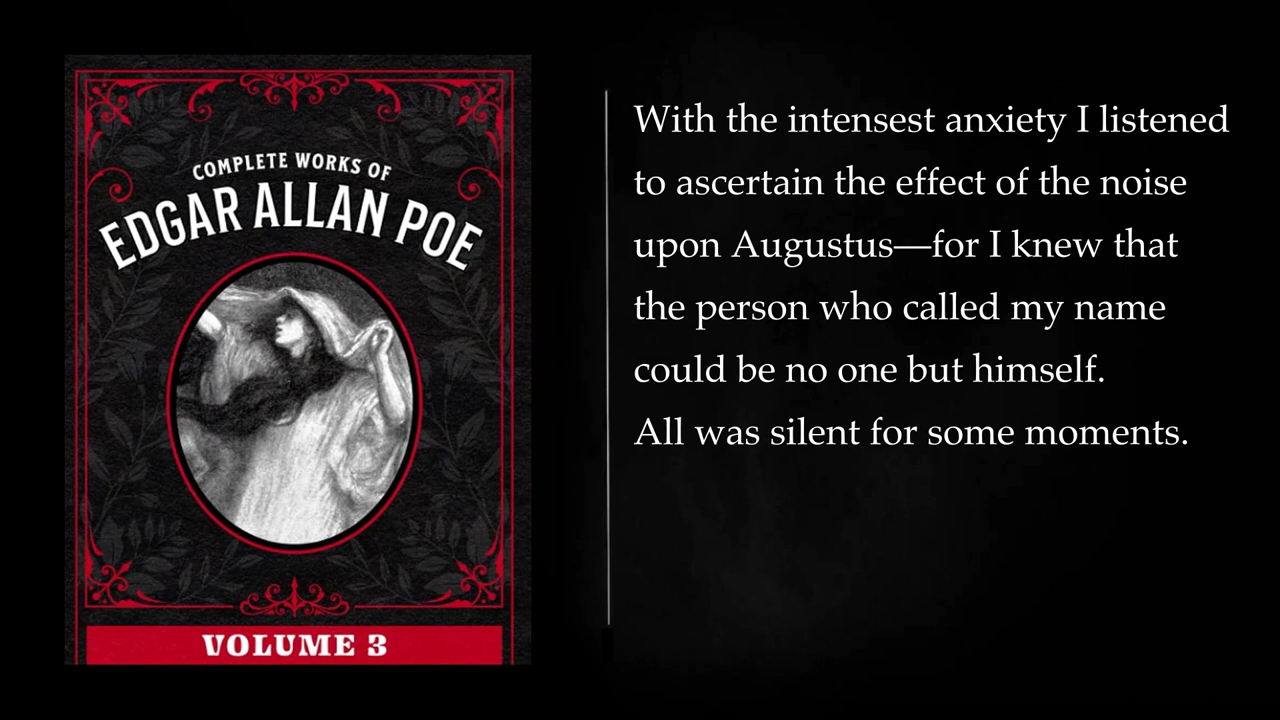 COMPLETE WORKS OF
EDGAR ALLAN POE
VOLUME 3
With the intensest anxiety I listened
to ascertain the effect of the noise
upon Augustus—for I knew that
the person who called my name
could be no one but himself.
All was silent for some moments.